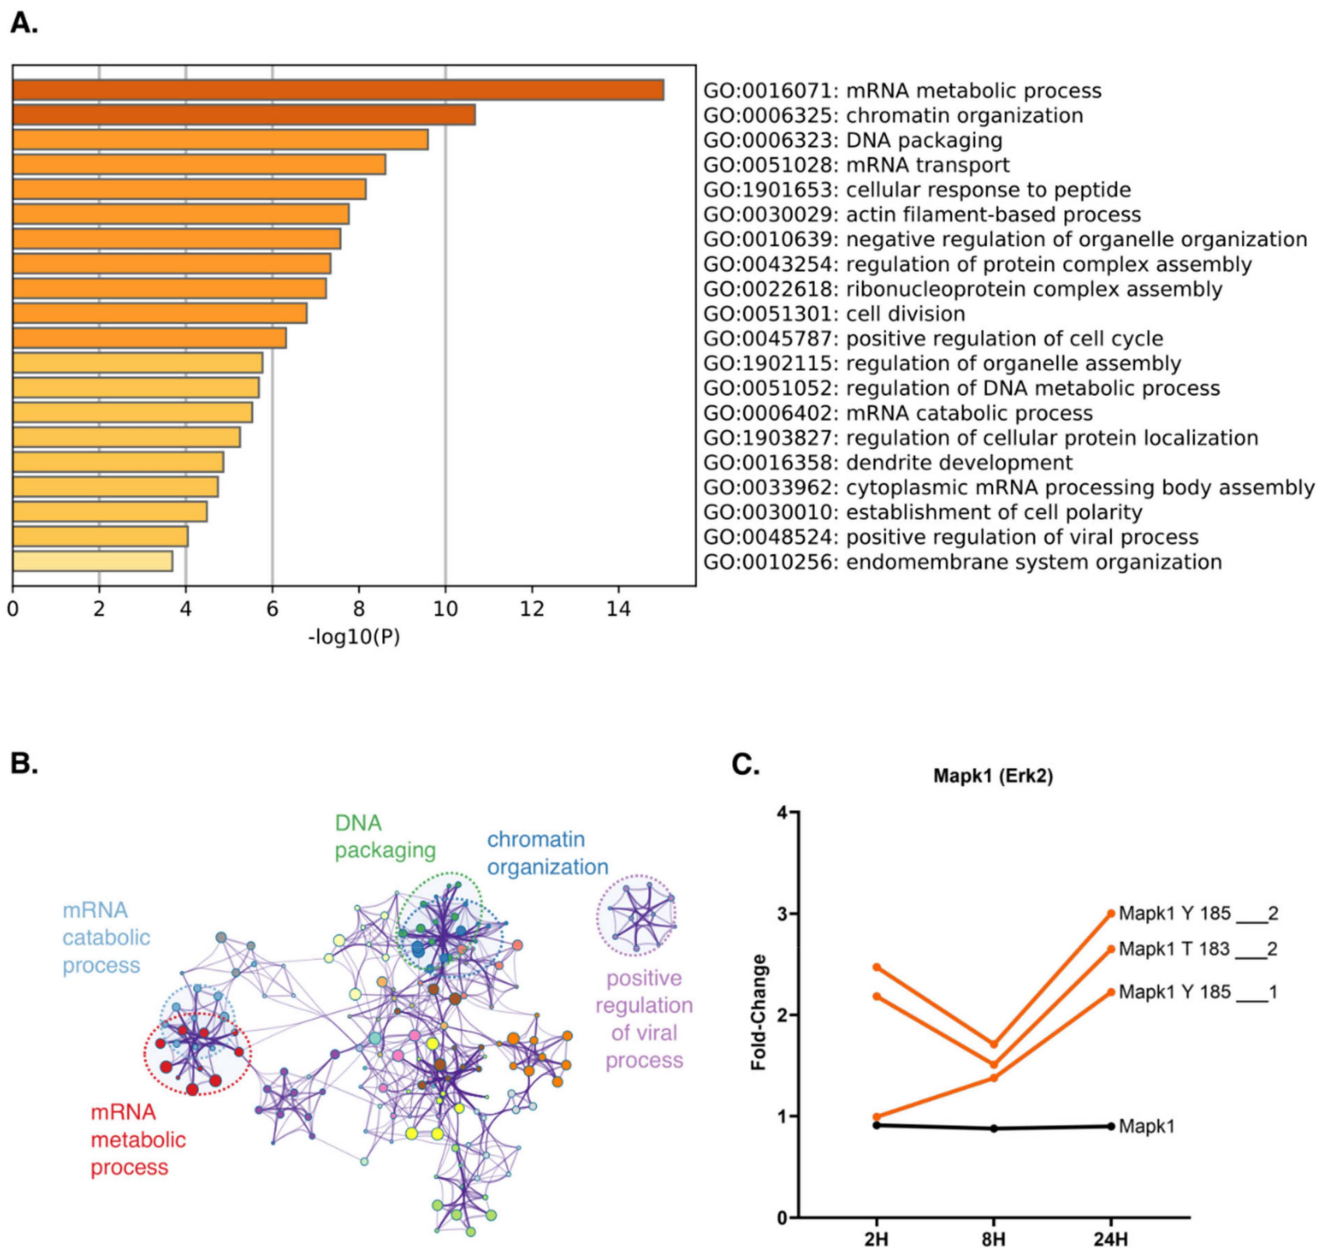 A.
GO:0016071: mRNA metabolic process
GO:0006325: chromatin organization
GO:0006323: DNA packaging
GO:0051028: mRNA transport
GO:1901653: cellular response to peptide
GO:0030029: actin filament-based process
GO:0010639: negative regulation of organelle organization
GO:0043254: regulation of protein complex assembly
GO:0022618: ribonucleoprotein complex assembly
GO:0051301: cell division
GO:0045787: positive regulation of cell cycle
GO:1902115: regulation of organelle assembly
GO:0051052: regulation of DNA metabolic process
GO:0006402: mRNA catabolic process
GO:1903827: regulation of cellular protein localization
GO:0016358: dendrite development
GO:0033962: cytoplasmic mRNA processing body assembly
GO:0030010: establishment of cell polarity
GO:0048524: positive regulation of viral process
GO:0010256: endomembrane system organization
0 2 4 6 8 10 12 14
-log10(P)
B.
DNA
packaging
chromatin
organization
mRNA
catabolic
process
positive
regulation
of viral
process
mRNA
metabolic
process
C.
Mapk1 (Erk2)
Fold-Change
4
3
2
1
0
Mapk1 Y 185 ___2
Mapk1 T 183 ___2
Mapk1 Y 185 ___1
Mapk1
2H 8H 24H